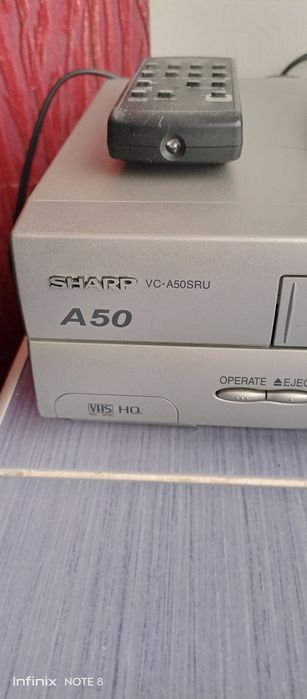 SHARP VC-A50SRU
A50
OPERATE ▲EJEC
VHS HQ
Infinix NOTE 8